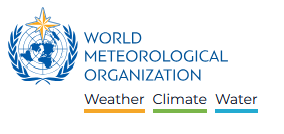 WORLD
METEOROLOGICAL
ORGANIZATION
Weather Climate Water